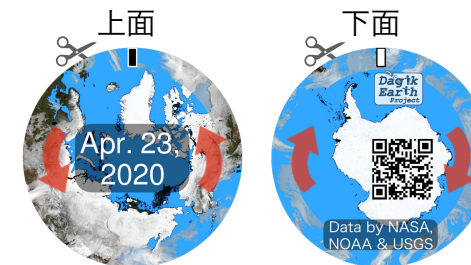 上面
下面
Apr. 23,
2020
Dagik
Earth
Project
Data by NASA,
NOAA & USGS